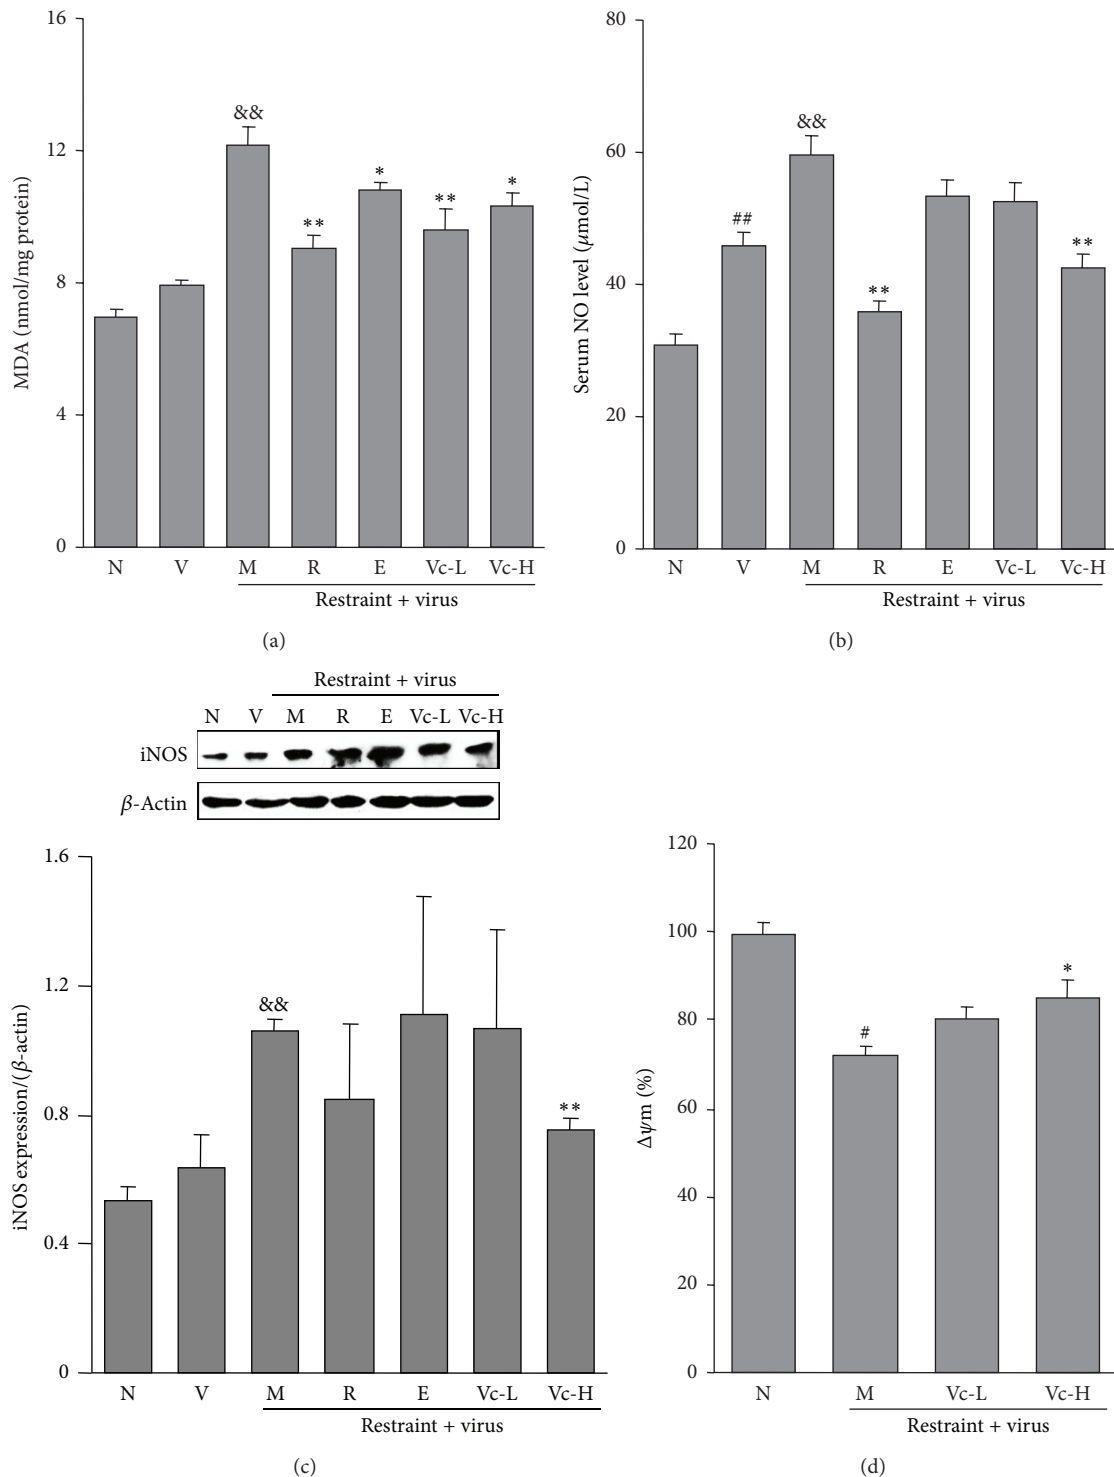 16
12
8
4
0
MDA (nmol/mg protein)
&&
**
*
**
*
N V M R E Vc-L Vc-H
Restraint + virus
(a)
80
60
40
20
0
Serum NO level (μmol/L)
##
&&
**
**
N V M R E Vc-L Vc-H
Restraint + virus
(b)
Restraint + virus
N V M R E Vc-L Vc-H
iNOS
β-Actin
1.6
1.2
0.8
0.4
0
iNOS expression/(β-actin)
&&
**
N V M R E Vc-L Vc-H
Restraint + virus
(c)
120
100
80
60
40
20
0
Δψm (%)
#
*
N M Vc-L Vc-H
Restraint + virus
(d)